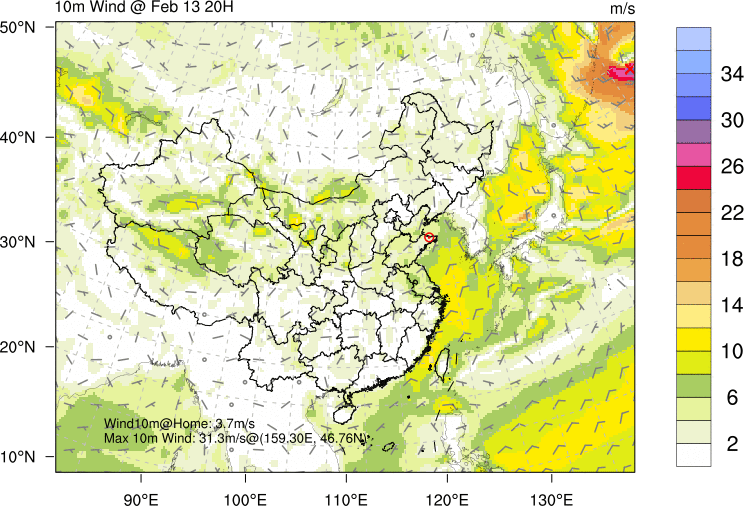 10m Wind @ Feb 13 20H
m/s
50°N
40°N
30°N
20°N
10°N
90°E
100°E
110°E
120°E
130°E
34
30
26
22
18
14
10
6
2
Wind10m@Home: 3.7m/s
Max 10m Wind: 31.3m/s@(159.30E, 46.76N)